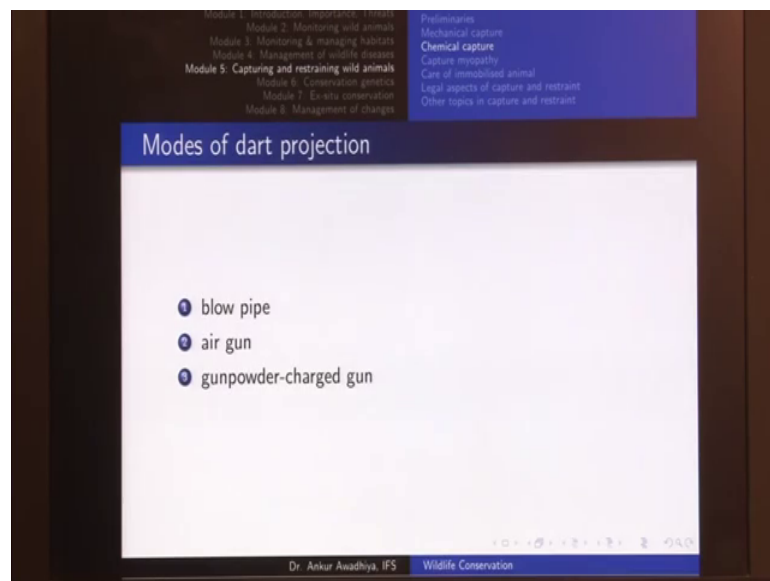 Module 1: Introduction, Importance, Threats
Module 2: Monitoring wild animals
Module 3: Monitoring & managing habitats
Module 4: Management of wildlife diseases
Module 5: Capturing and restraining wild animals
Module 6: Conservation genetics
Module 7: Ex-situ conservation
Module 8: Management of changes
Preliminaries
Mechanical capture
Chemical capture
Capture myopathy
Care of immobilised animal
Legal aspects of capture and restraint
Other topics in capture and restraint
Modes of dart projection
1 blow pipe
2 air gun
3 gunpowder-charged gun
Dr. Ankur Awadhiya, IFS
Wildlife Conservation